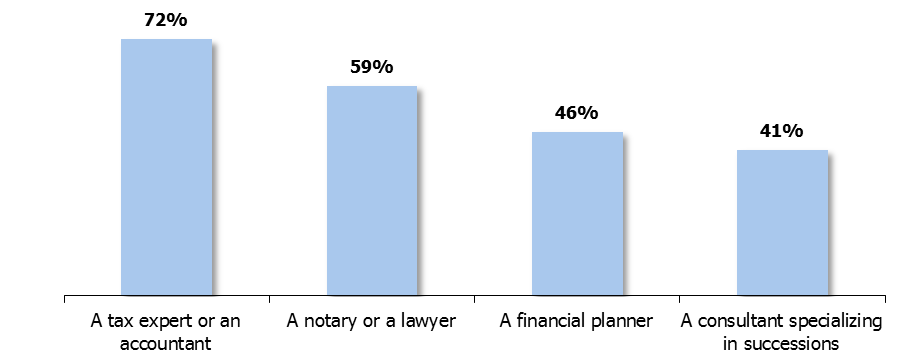 72%
59%
46%
41%
A tax expert or an
accountant
A notary or a lawyer
A financial planner
A consultant specializing
in successions